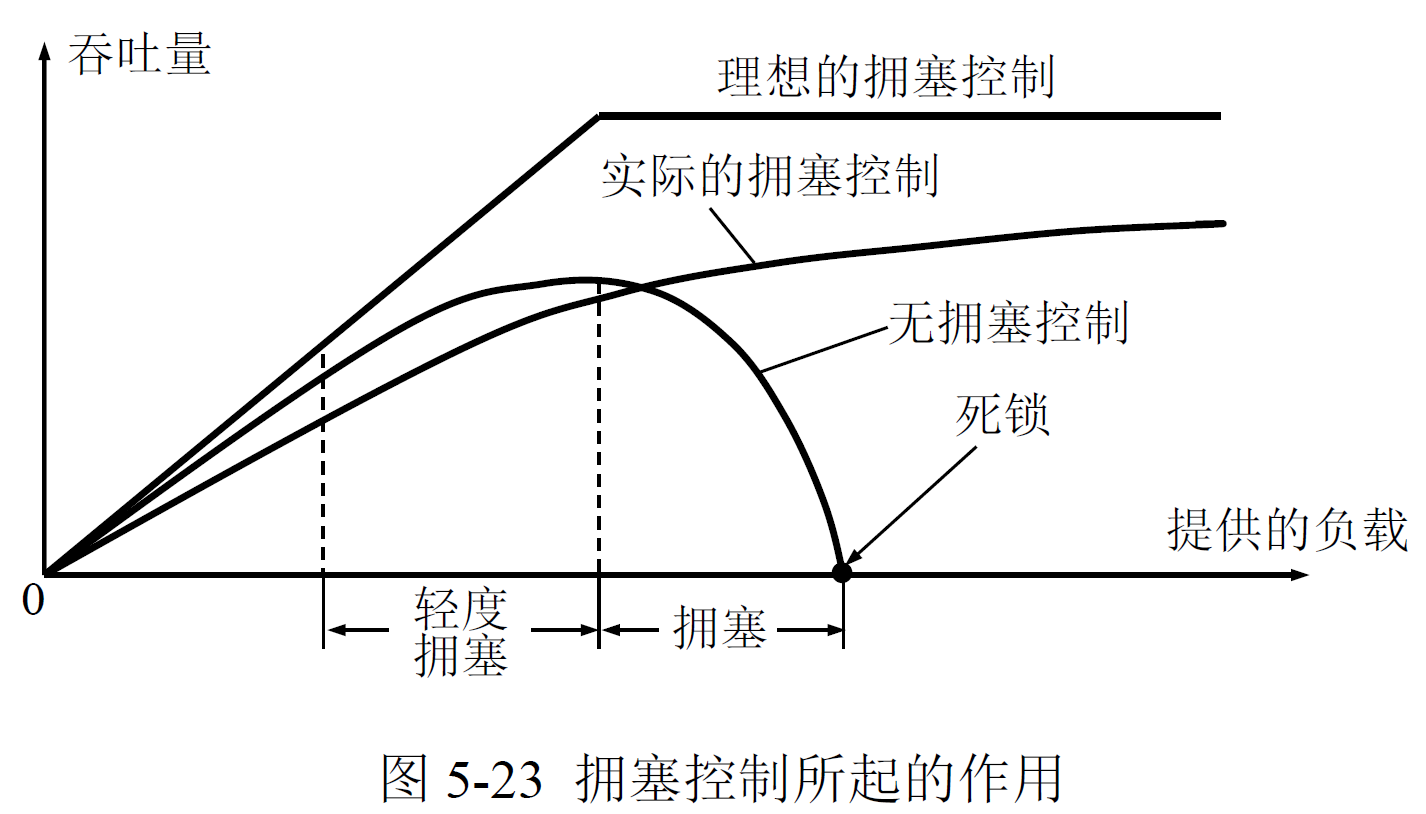 吞吐量
理想的拥塞控制
实际的拥塞控制
无拥塞控制
死锁
提供的负载
0
轻度
拥塞
拥塞
图 5-23 拥塞控制所起的作用